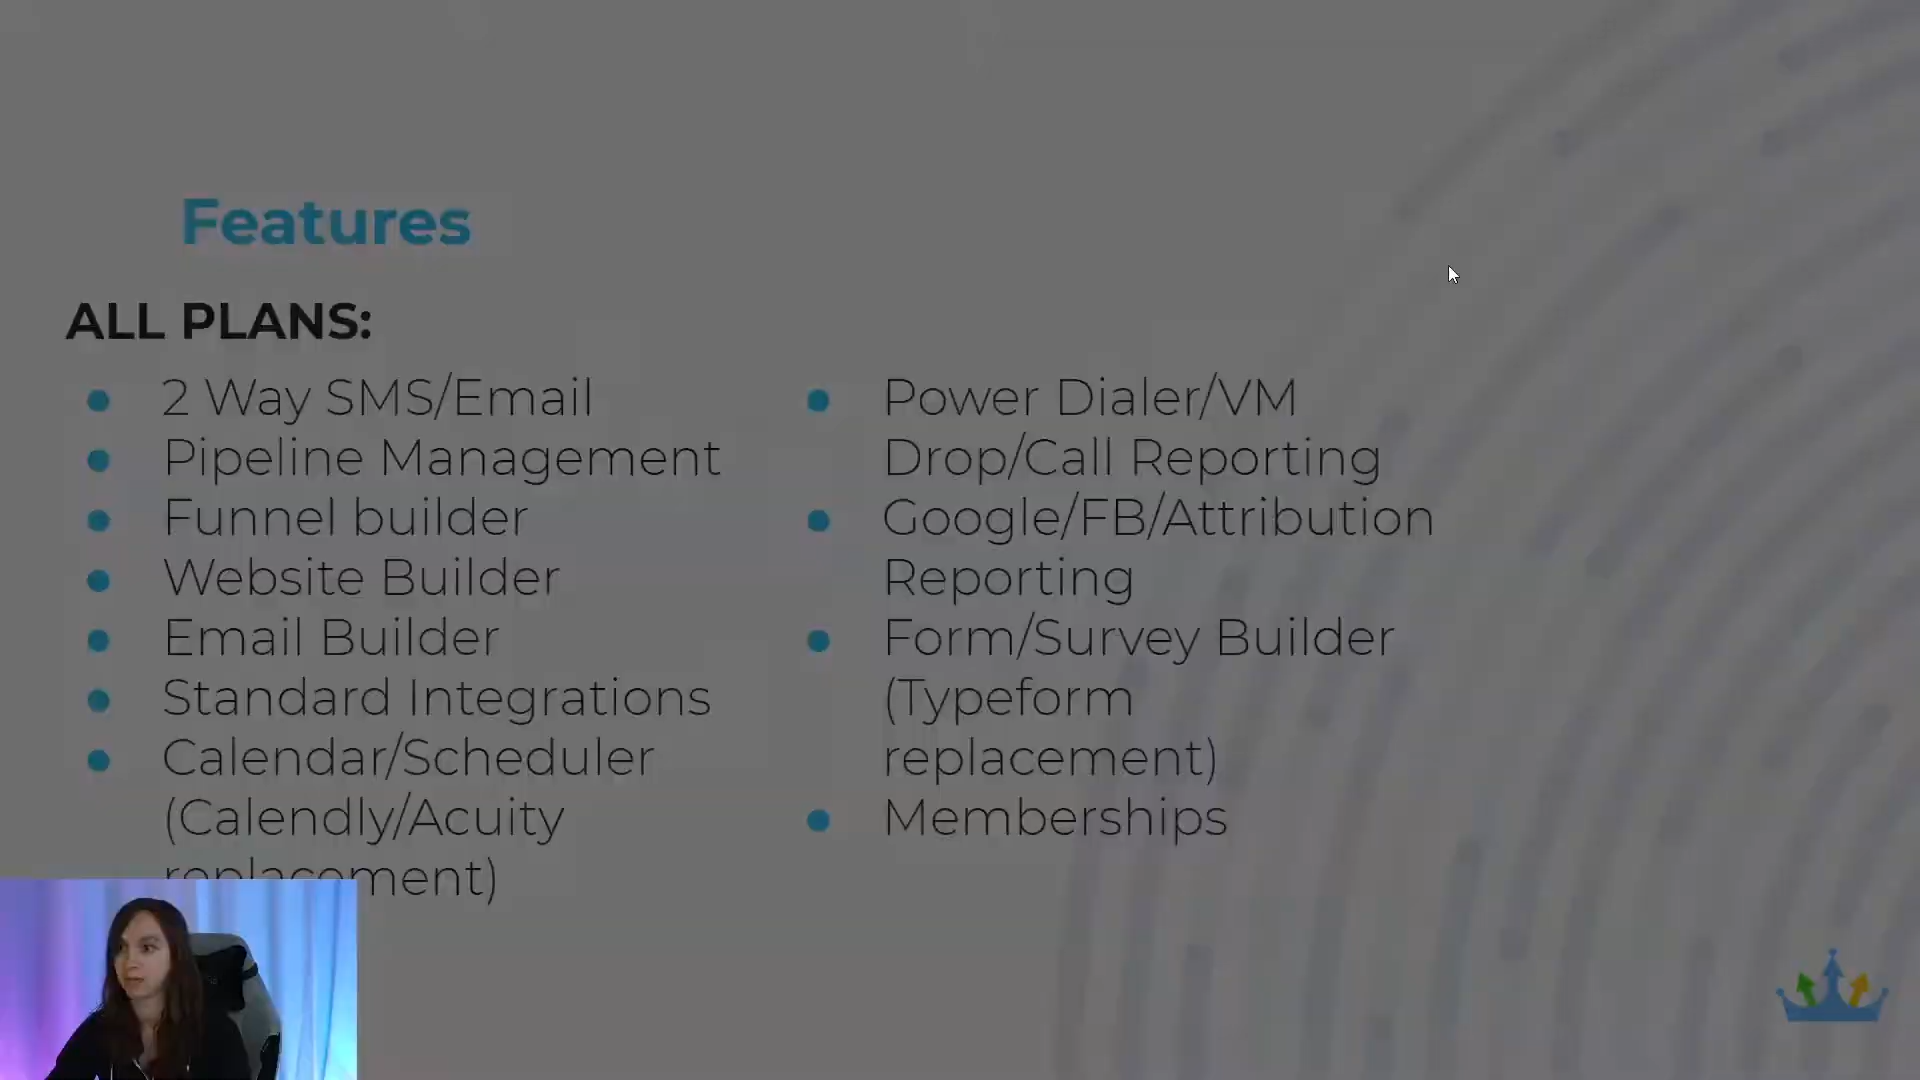 Features
ALL PLANS:
2 Way SMS/Email
Pipeline Management
Funnel builder
Website Builder
Email Builder
Standard Integrations
Calendar/Scheduler
(Calendly/Acuity
replacement)
Power Dialer/VM
Drop/Call Reporting
Google/FB/Attribution
Reporting
Form/Survey Builder
(Typeform
replacement)
Memberships